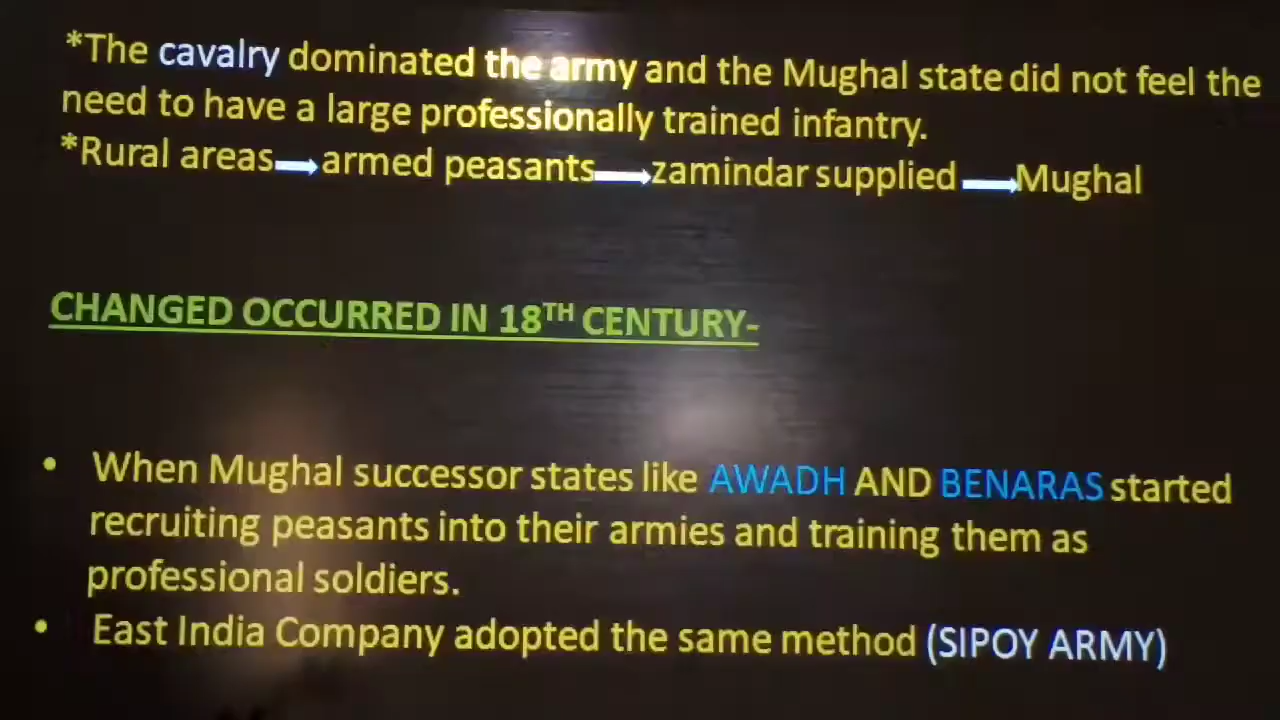 *The cavalry dominated the army and the Mughal state did not feel the
need to have a large professionally trained infantry.
*Rural areas→armed peasants→zamindar supplied→Mughal
CHANGED OCCURRED IN 18TH CENTURY-
• When Mughal successor states like AWADH AND BENARAS started
recruiting peasants into their armies and training them as
professional soldiers.
• East India Company adopted the same method (SIPOY ARMY)